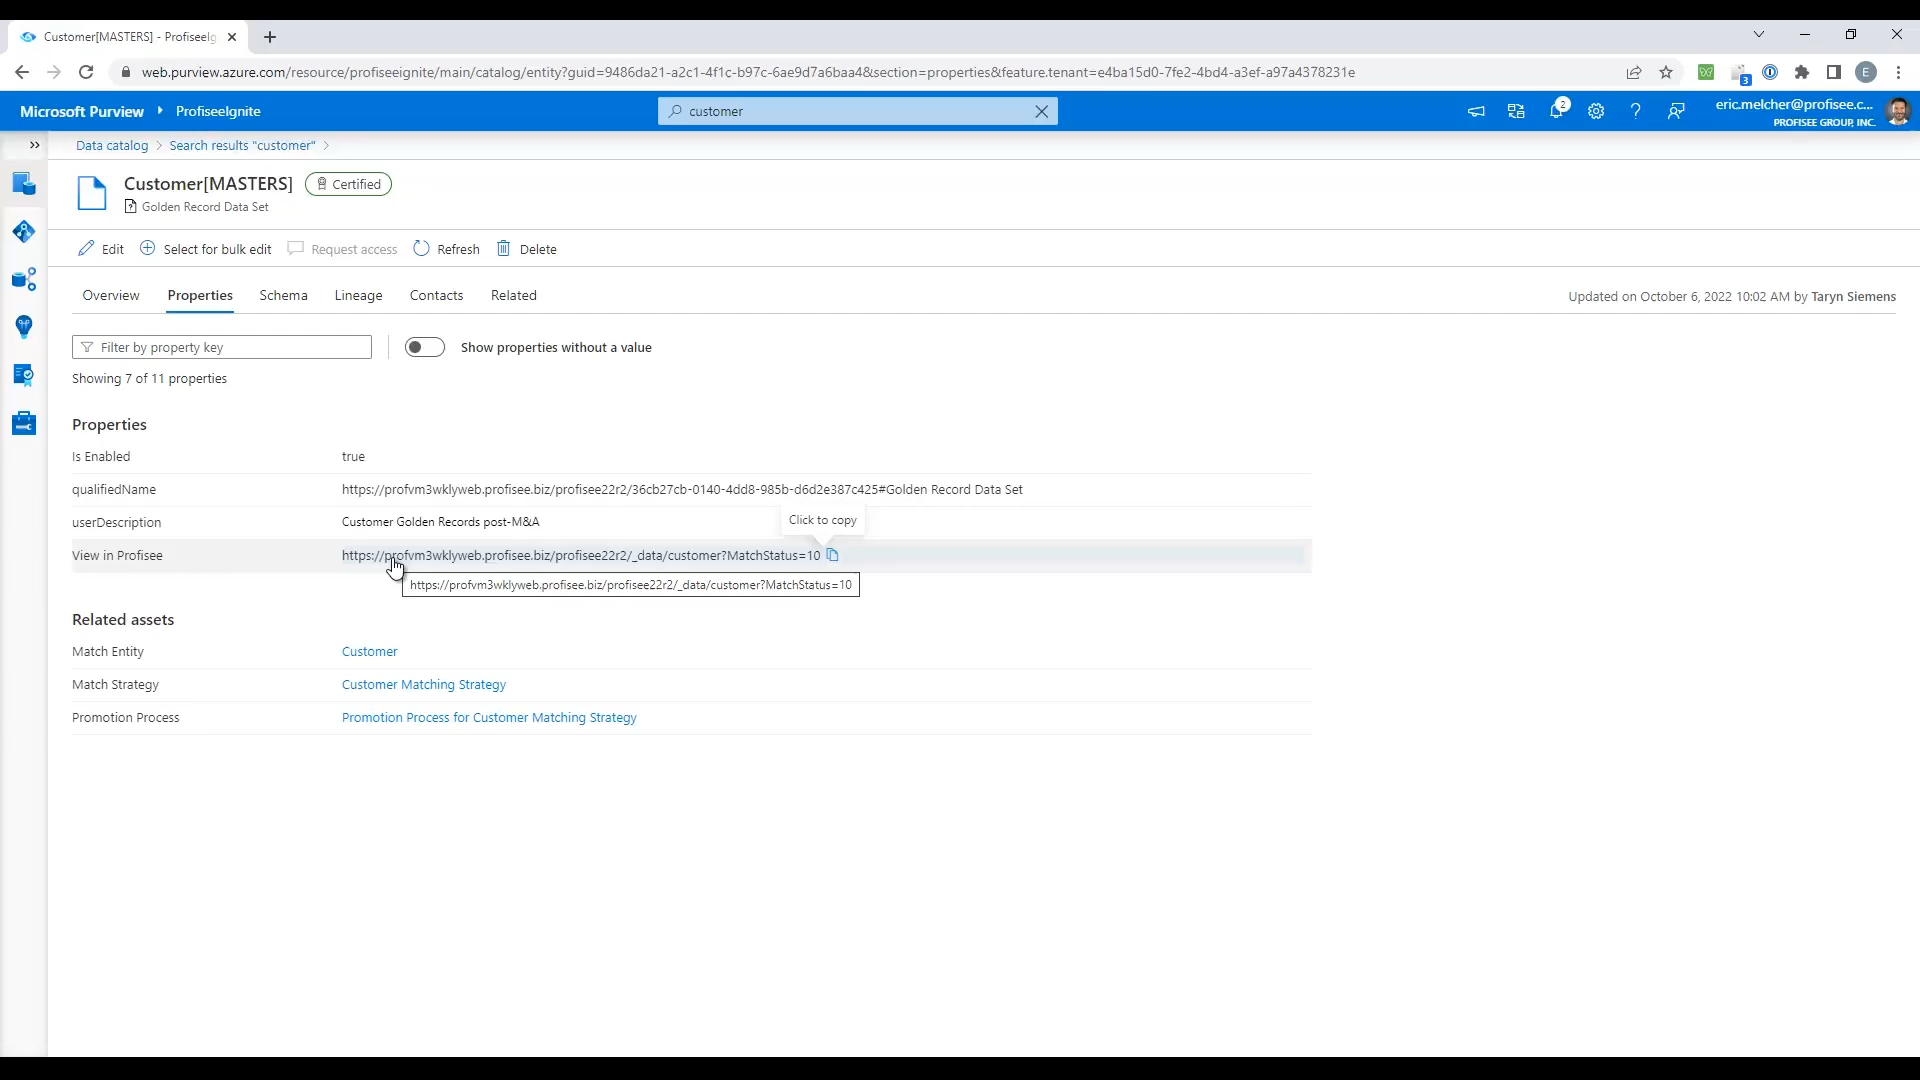 Customer[MASTERS] - Profiseeig
web.purview.azure.com/resource/profiseeignite/main/catalog/entity?guid=9486da21-a2c1-4f1c-b97c-6ae9d7a6baa4&section=properties&feature.tenant=e4ba15d0-7fe2-4bd4-a3ef-a97a4378231e
3
E
Microsoft Purview
ProfiseeIgnite
customer
2
?
eric.melcher@profisee.c...
PROFISEE GROUP, INC.
Data catalog > Search results "customer" >
Customer[MASTERS]
Certified
Golden Record Data Set
Edit
Select for bulk edit
Request access
Refresh
Delete
Overview
Properties
Schema
Lineage
Contacts
Related
Updated on October 6, 2022 10:02 AM by Taryn Siemens
Filter by property key
Show properties without a value
Showing 7 of 11 properties
Properties
Is Enabled true
qualifiedName https://profvm3wklyweb.profisee.biz/profisee22r2/36cb27cb-0140-4dd8-985b-d6d2e387c425#Golden Record Data Set
userDescription Customer Golden Records post-M&A
Click to copy
View in Profisee https://profvm3wklyweb.profisee.biz/profisee22r2/_data/customer?MatchStatus=10
https://profvm3wklyweb.profisee.biz/profisee22r2/_data/customer?MatchStatus=10
Related assets
Match Entity Customer
Match Strategy Customer Matching Strategy
Promotion Process Promotion Process for Customer Matching Strategy